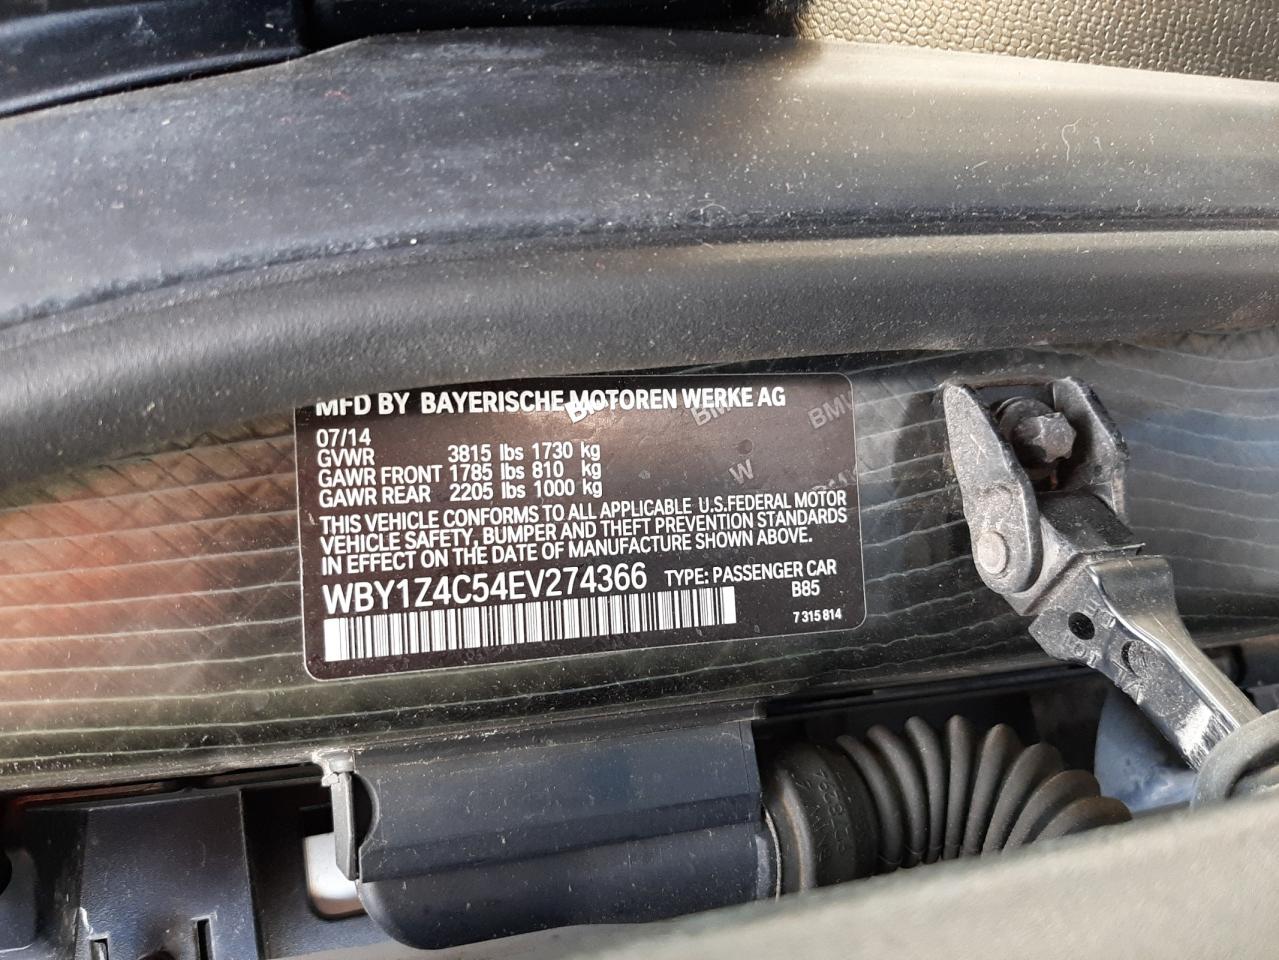 MFD BY BAYERISCHE MOTOREN WERKE AG
07/14
GVWR 3815 lbs 1730 kg
GAWR FRONT 1785 lbs 810 kg
GAWR REAR 2205 lbs 1000 kg
THIS VEHICLE CONFORMS TO ALL APPLICABLE U.S.FEDERAL MOTOR
VEHICLE SAFETY, BUMPER AND THEFT PREVENTION STANDARDS
IN EFFECT ON THE DATE OF MANUFACTURE SHOWN ABOVE.
WBY1Z4C54EV274366 TYPE: PASSENGER CAR
B85
7 315 814